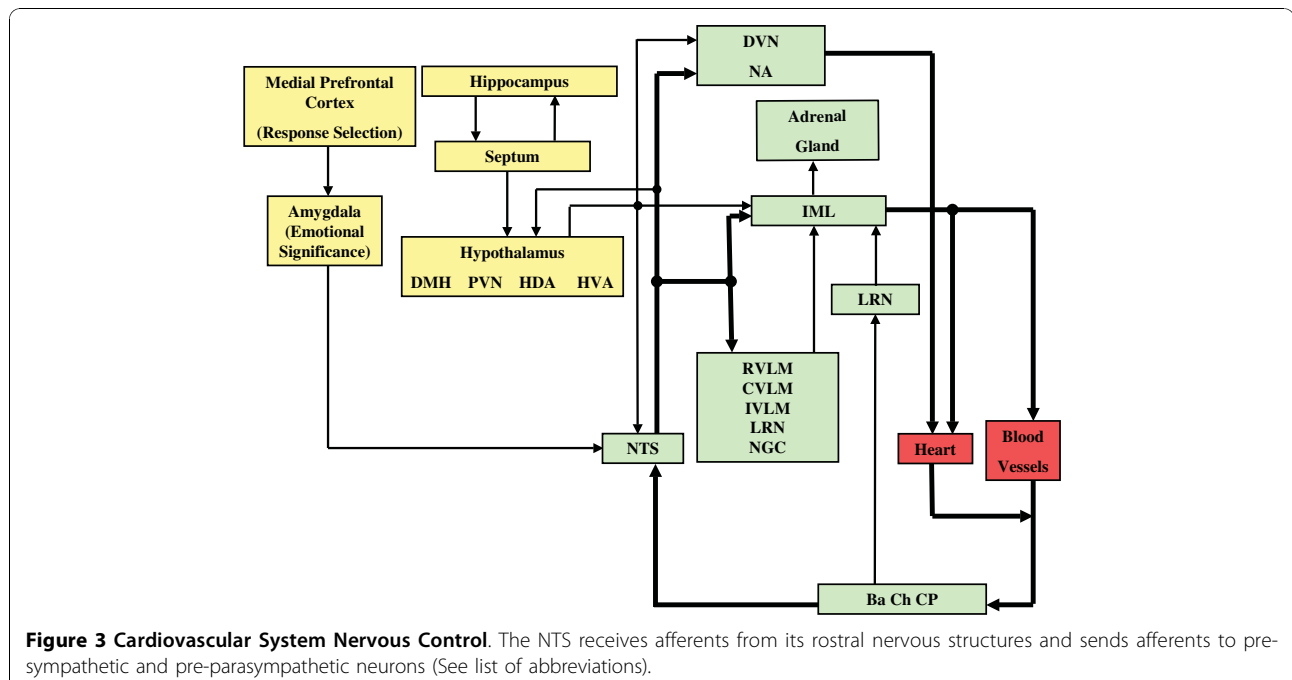 DVN
NA
Medial Prefrontal
Cortex
(Response Selection)
Hippocampus
Adrenal
Gland
Septum
Amygdala
(Emotional
Significance)
IML
Hypothalamus
DMH PVN HDA HVA
LRN
RVLM
CVLM
IVLM
LRN
NGC
NTS
Heart
Blood
Vessels
Ba Ch CP
Figure 3 Cardiovascular System Nervous Control. The NTS receives afferents from its rostral nervous structures and sends afferents to pre-
sympathetic and pre-parasympathetic neurons (See list of abbreviations).